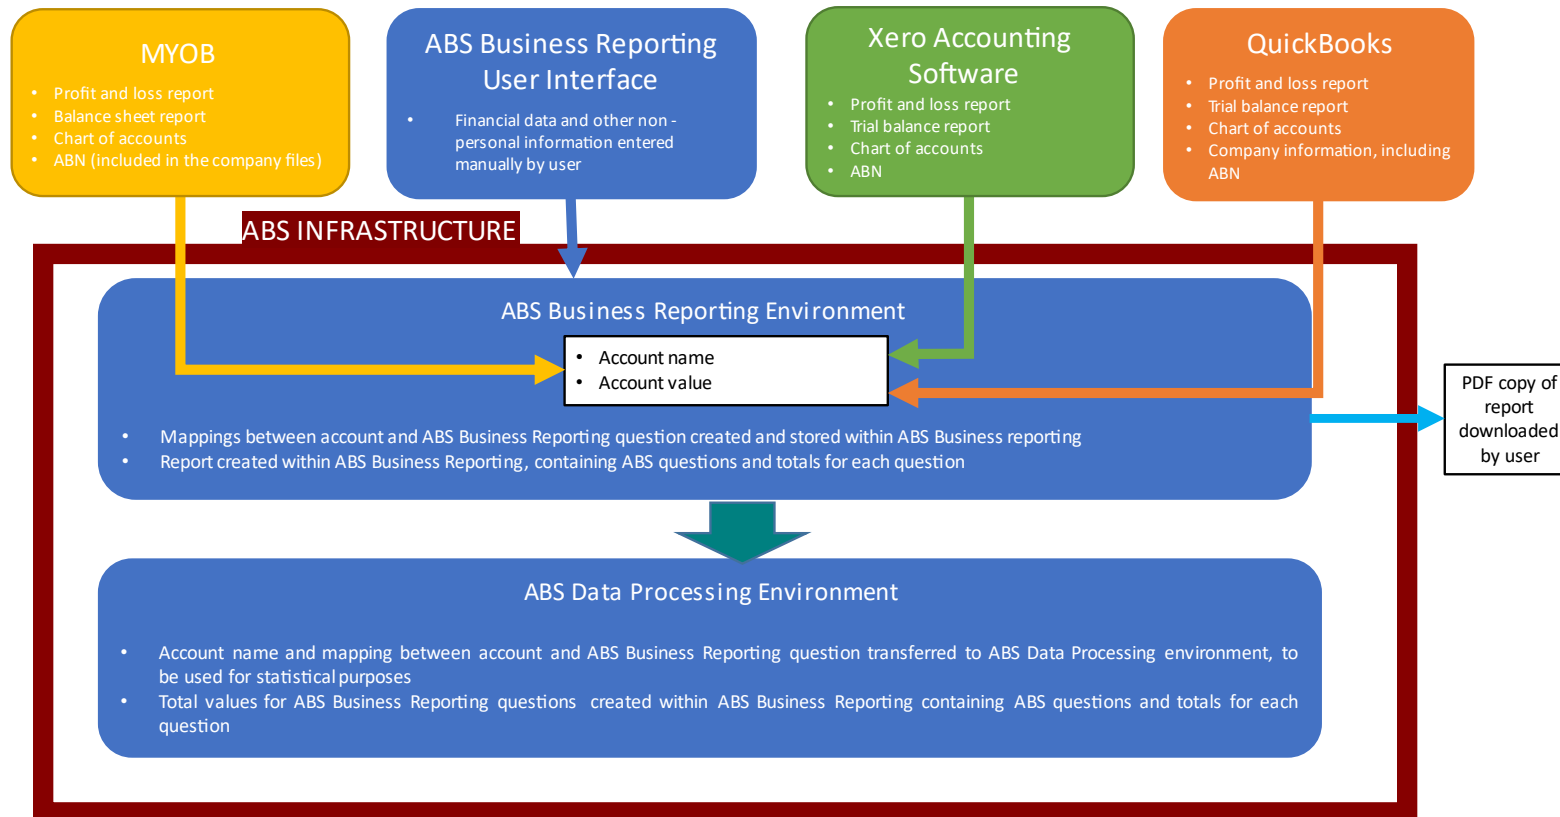 MYOB
• Profit and loss report
• Balance sheet report
• Chart of accounts
• ABN (included in the company files)
ABS Business Reporting
User Interface
• Financial data and other non -
personal information entered
manually by user
Xero Accounting
Software
• Profit and loss report
• Trial balance report
• Chart of accounts
• ABN
QuickBooks
• Profit and loss report
• Trial balance report
• Chart of accounts
• Company information, including
ABN
ABS INFRASTRUCTURE
ABS Business Reporting Environment
• Account name
• Account value
• Mappings between account and ABS Business Reporting question created and stored within ABS Business reporting
• Report created within ABS Business Reporting, containing ABS questions and totals for each question
PDF copy of
report
downloaded
by user
ABS Data Processing Environment
• Account name and mapping between account and ABS Business Reporting question transferred to ABS Data Processing environment, to
be used for statistical purposes
• Total values for ABS Business Reporting questions created within ABS Business Reporting containing ABS questions and totals for each
question